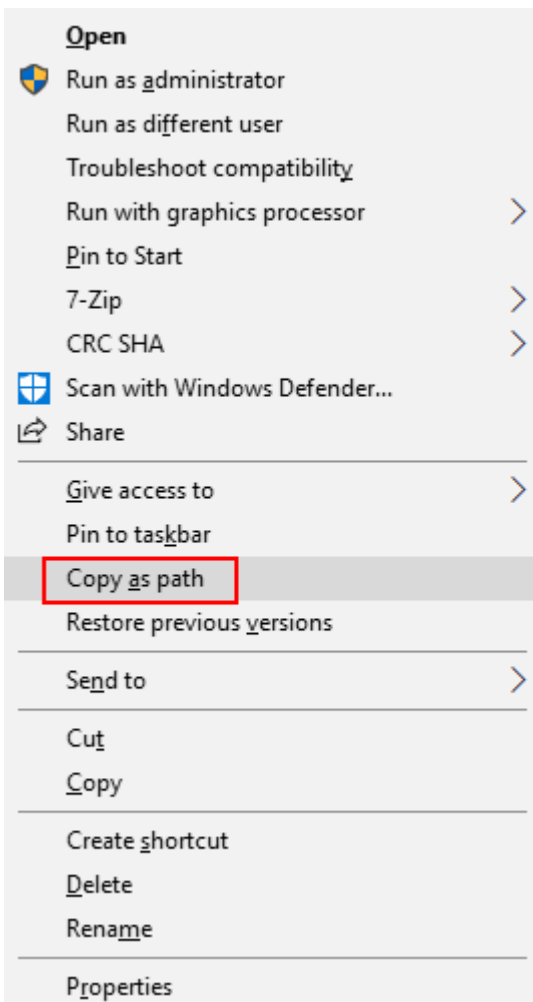 Open
Run as administrator
Run as different user
Troubleshoot compatibility
Run with graphics processor
Pin to Start
7-Zip
CRC SHA
Scan with Windows Defender...
Share
Give access to
Pin to taskbar
Copy as path
Restore previous versions
Send to
Cut
Copy
Create shortcut
Delete
Rename
Properties